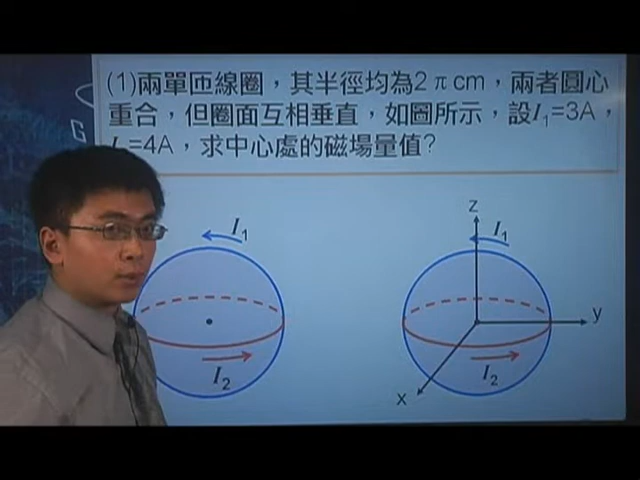 (1)兩單匝線圈，其半徑均為2πcm，兩者圓心
重合，但圈面互相垂直，如圖所示，設I₁=3A，
=4A，求中心處的磁場量值?
I₁
I₂
z
I₁
y
I₂
x